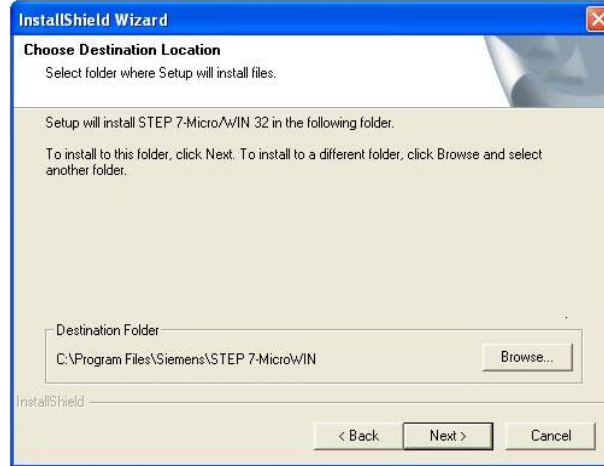 InstallShield Wizard
Choose Destination Location
Select folder where Setup will install files.
Setup will install STEP 7-Micro/WIN 32 in the following folder.
To install to this folder, click Next. To install to a different folder, click Browse and select
another folder.
Destination Folder
C:\Program Files\Siemens\STEP 7-MicroWIN
Browse...
InstallShield
< Back
Next >
Cancel